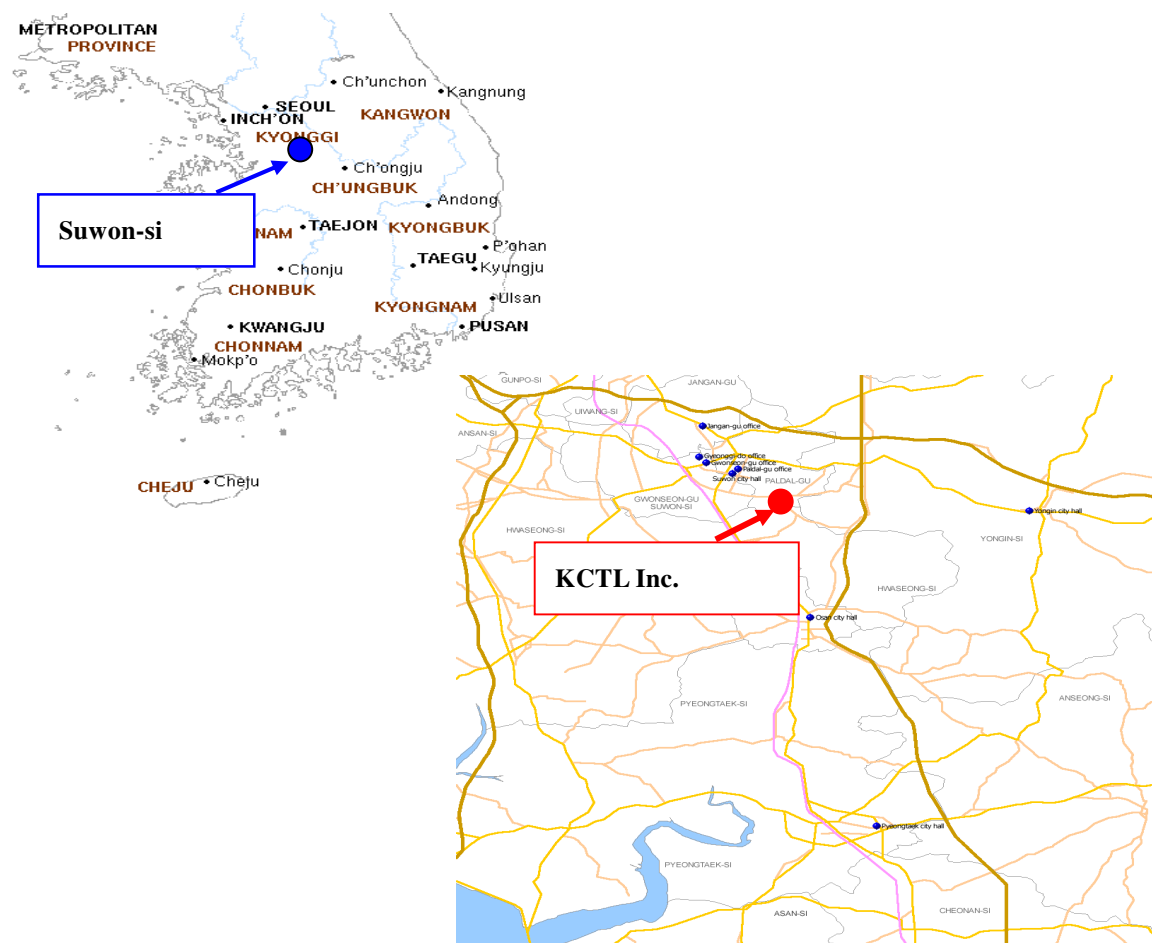 METROPOLITAN
PROVINCE
Ch'unchon
Kangnung
SEOUL
KANGWON
INCH'ON
KYONGGI
Ch'ongju
CH'UNGBUK
Andong
Suwon-si
NAM
TAEJON
KYONGBUK
P'ohan
TAEGU
Kyungju
Chonju
CHONBUK
Ulsan
KYONGNAM
KWANGJU
PUSAN
CHONNAM
Mokp'o
CHEJU
Cheju
GUNPO-SI
JANGAN-GU
UIWANG-SI
Jangan-gu office
ANSAN-SI
Gyeonggi-do office
Gwonseon-gu office
Paldal-gu office
Suwon city hall
PALDAL-GU
GWONSEON-GU
SUWON-SI
Yongin city hall
HWASEONG-SI
YONGIN-SI
KCTL Inc.
HWASEONG-SI
Osan city hall
ANSEONG-SI
PYEONGTAEK-SI
Pyeongtaek city hall
PYEONGTAEK-SI
ASAN-SI
CHEONAN-SI